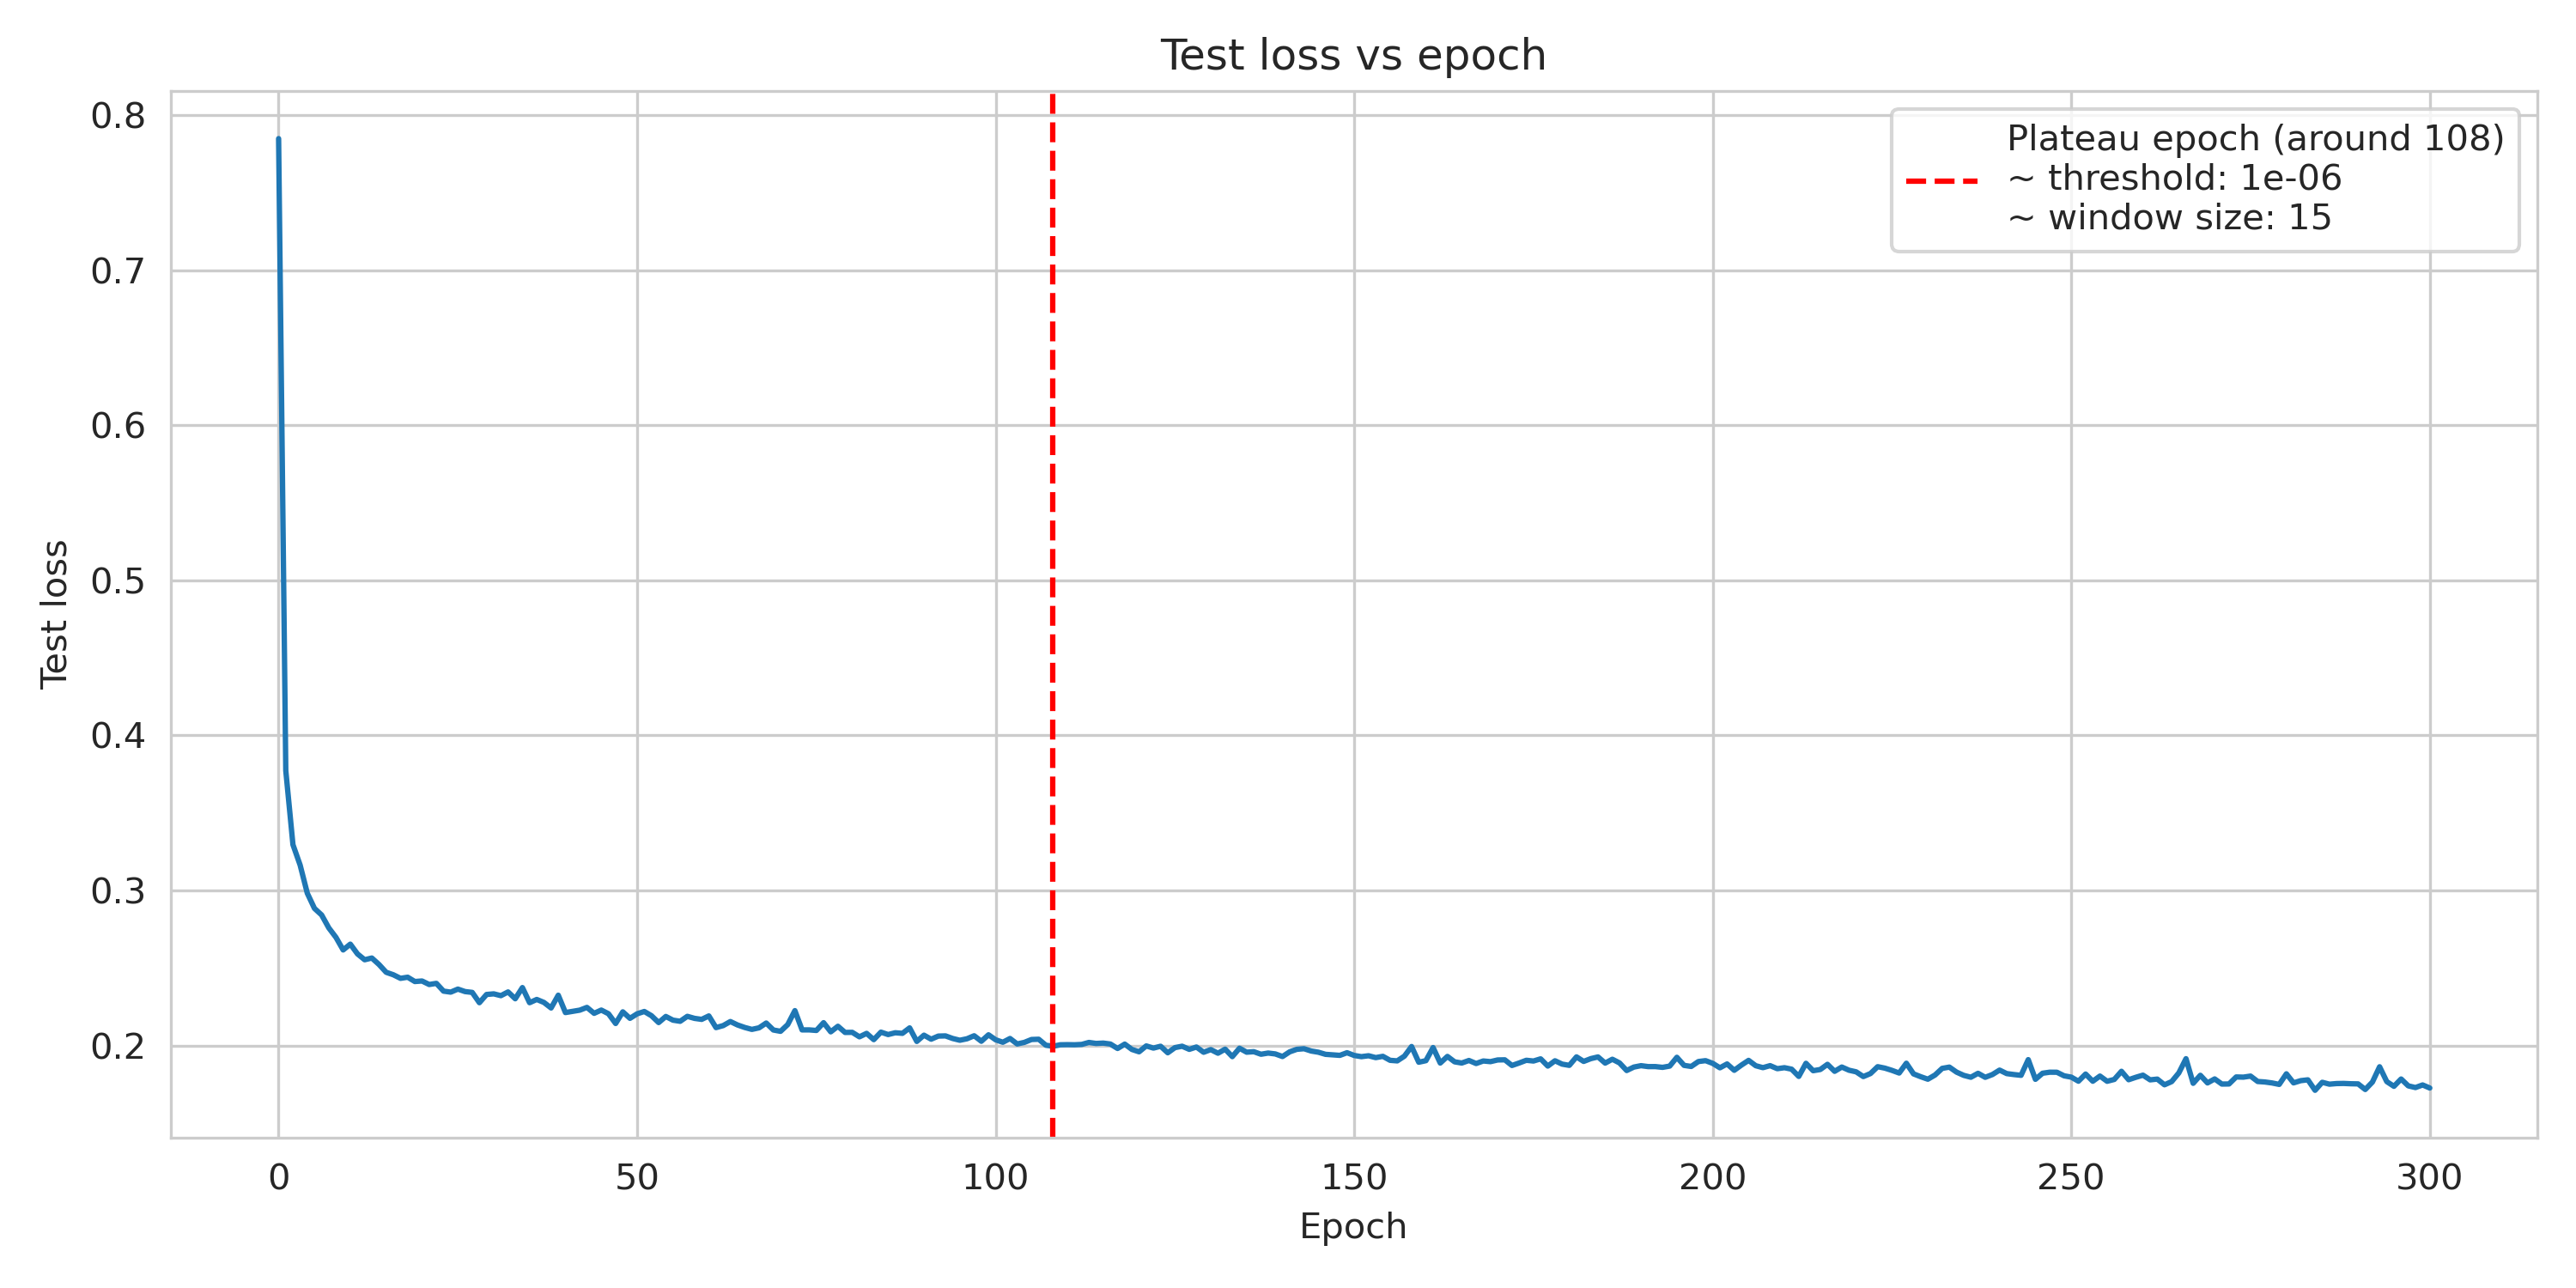 Test loss vs epoch
Plateau epoch (around 108)
~ threshold: 1e-06
~ window size: 15
Test loss
0.8
0.7
0.6
0.5
0.4
0.3
0.2
0
50
100
150
200
250
300
Epoch